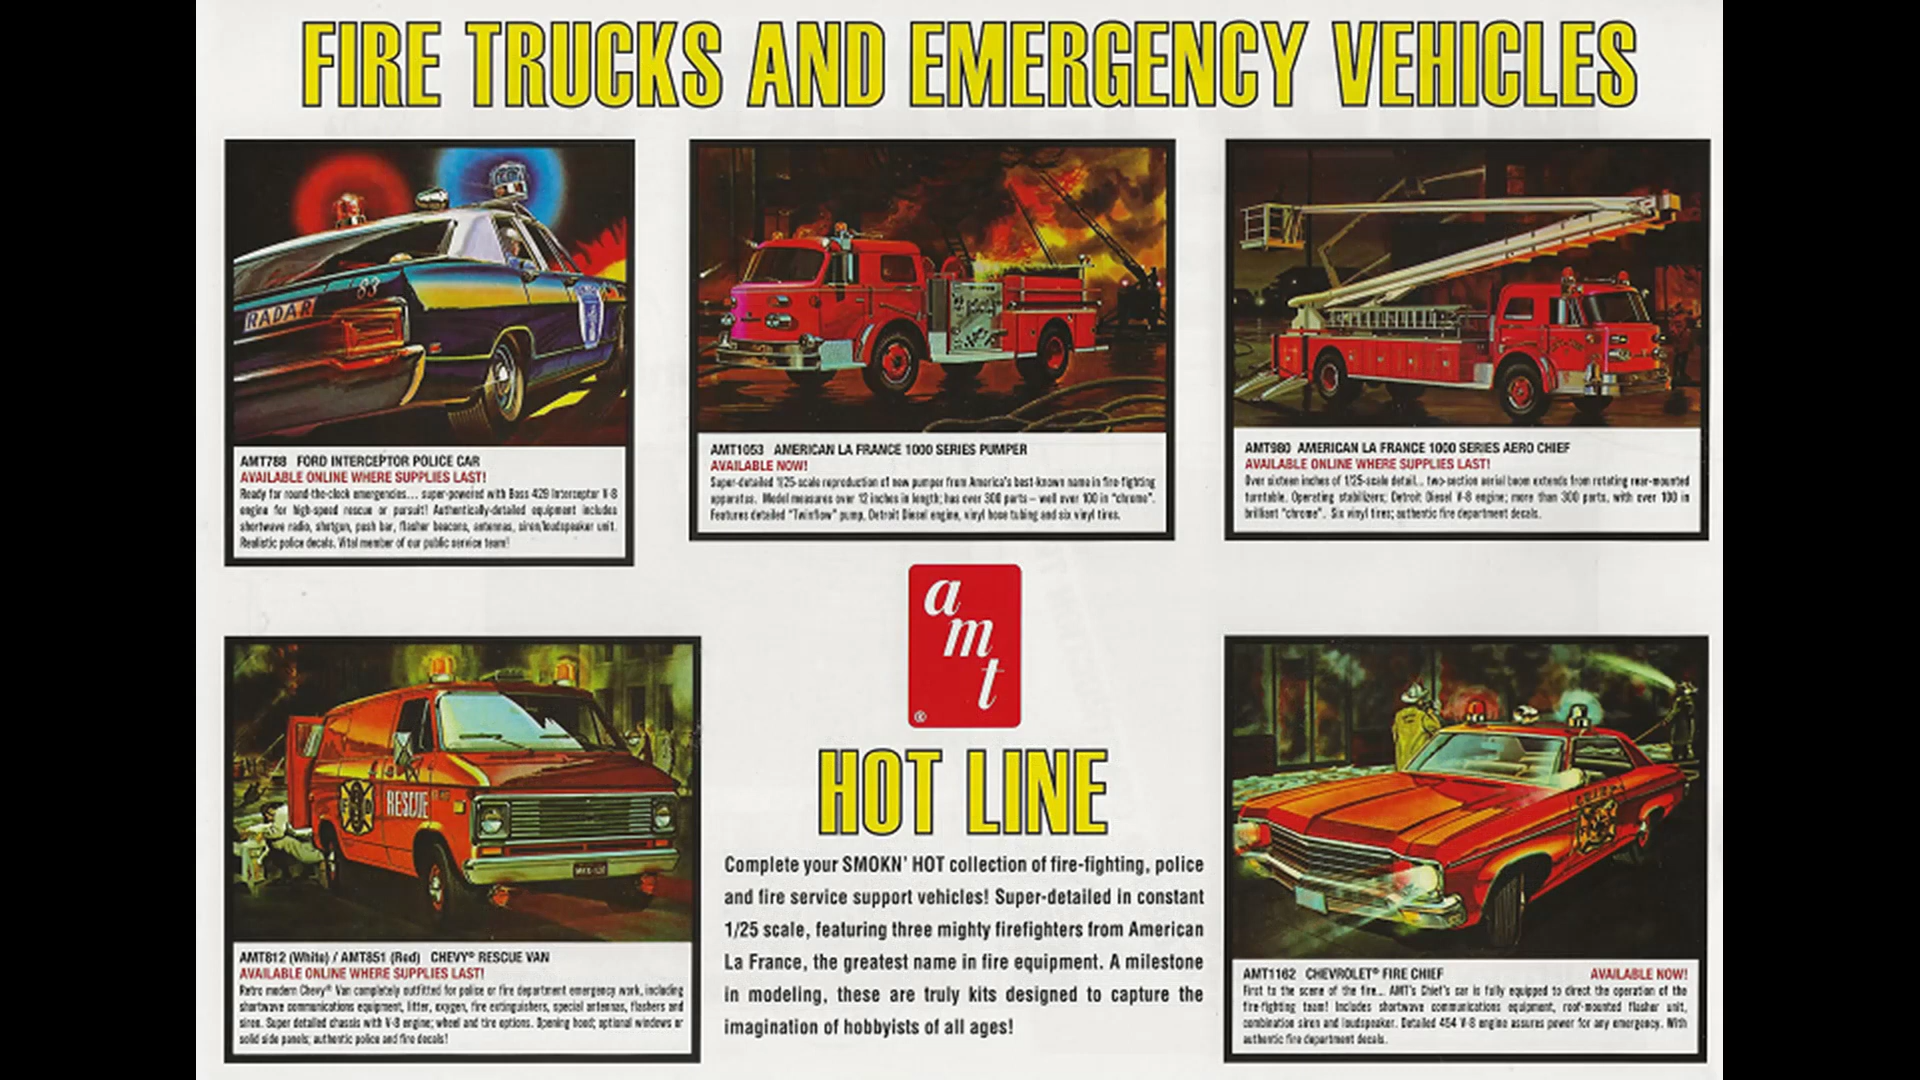 FIRE TRUCKS AND EMERGENCY VEHICLES
RADAR
83
AMT788 FORD INTERCEPTOR POLICE CAR
AVAILABLE ONLINE WHERE SUPPLIES LAST!
Ready for round-the-clock emergencies... super-powered with Boss 429 Interceptor V-8
engine for high-speed rescue or pursuit! Authentically-detailed equipment includes
shortwave radio, shotgun, push bar, flasher beacons, antennas, siren/loudspeaker unit.
Realistic police decals. Vital member of our public service team!
AMT1053 AMERICAN LA FRANCE 1000 SERIES PUMPER
AVAILABLE NOW!
Super-detailed 1/25-scale reproduction of new pumper from America's best-known name in fire-fighting
apparatus. Model measures over 12 inches in length; has over 300 parts – well over 100 in "chrome".
Features detailed "Twinflow" pump, Detroit Diesel engine, vinyl hose tubing and six vinyl tires.
AMT980 AMERICAN LA FRANCE 1000 SERIES AERO CHIEF
AVAILABLE ONLINE WHERE SUPPLIES LAST!
Over sixteen inches of 1/25-scale detail... two-section aerial boom extends from rotating rear-mounted
turntable. Operating stabilizers; Detroit Diesel V-8 engine; more than 300 parts, with over 100 in
brilliant "chrome". Six vinyl tires; authentic fire department decals.
RESCUE
AMT812 (White) / AMT851 (Red) CHEVY® RESCUE VAN
AVAILABLE ONLINE WHERE SUPPLIES LAST!
Retro modern Chevy® Van completely outfitted for police or fire department emergency work, including
shortwave communications equipment, litter, oxygen, fire extinguishers, special antennas, flashers and
siren. Super detailed chassis with V-8 engine; wheel and tire options. Opening hood; optional windows or
solid side panels; authentic police and fire decals!
amt
®
HOT LINE
Complete your SMOKN' HOT collection of fire-fighting, police
and fire service support vehicles! Super-detailed in constant
1/25 scale, featuring three mighty firefighters from American
La France, the greatest name in fire equipment. A milestone
in modeling, these are truly kits designed to capture the
imagination of hobbyists of all ages!
AMT1162 CHEVROLET® FIRE CHIEF AVAILABLE NOW!
First to the scene of the fire... AMT's Chief's car is fully equipped to direct the operation of the
fire-fighting team! Includes shortwave communications equipment, roof-mounted flasher unit,
combination siren and loudspeaker. Detailed 454 V-8 engine assures power for any emergency. With
authentic fire department decals.